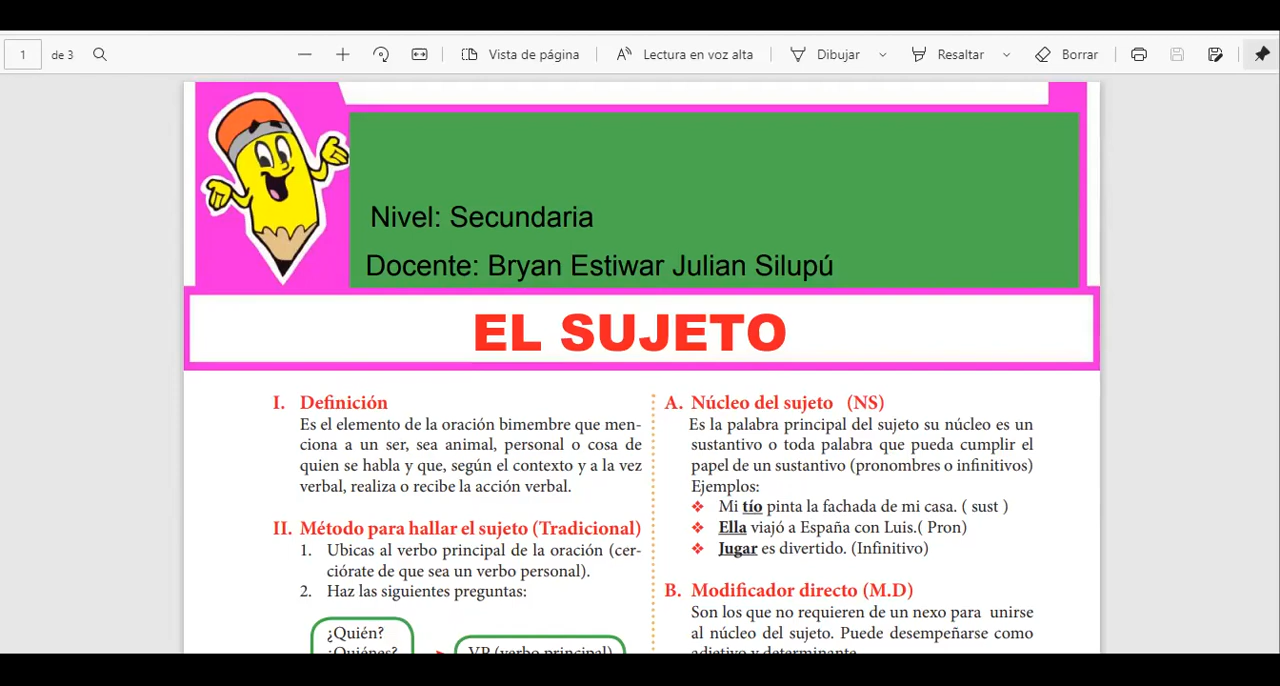 1 de 3 Vista de página Lectura en voz alta Dibujar Resaltar Borrar
Nivel: Secundaria
Docente: Bryan Estiwar Julian Silupú
EL SUJETO
I. Definición
Es el elemento de la oración bimembre que men-
ciona a un ser, sea animal, personal o cosa de
quien se habla y que, según el contexto y a la vez
verbal, realiza o recibe la acción verbal.
II. Método para hallar el sujeto (Tradicional)
1. Ubicas al verbo principal de la oración (cer-
ciórate de que sea un verbo personal).
2. Haz las siguientes preguntas:
¿Quién?
¿Quiénes?
VP (verbo principal)
A. Núcleo del sujeto (NS)
Es la palabra principal del sujeto su núcleo es un
sustantivo o toda palabra que pueda cumplir el
papel de un sustantivo (pronombres o infinitivos)
Ejemplos:
❖ Mi tío pinta la fachada de mi casa. ( sust )
❖ Ella viajó a España con Luis.( Pron)
❖ Jugar es divertido. (Infinitivo)
B. Modificador directo (M.D)
Son los que no requieren de un nexo para unirse
al núcleo del sujeto. Puede desempeñarse como
adjetivo y determinante.